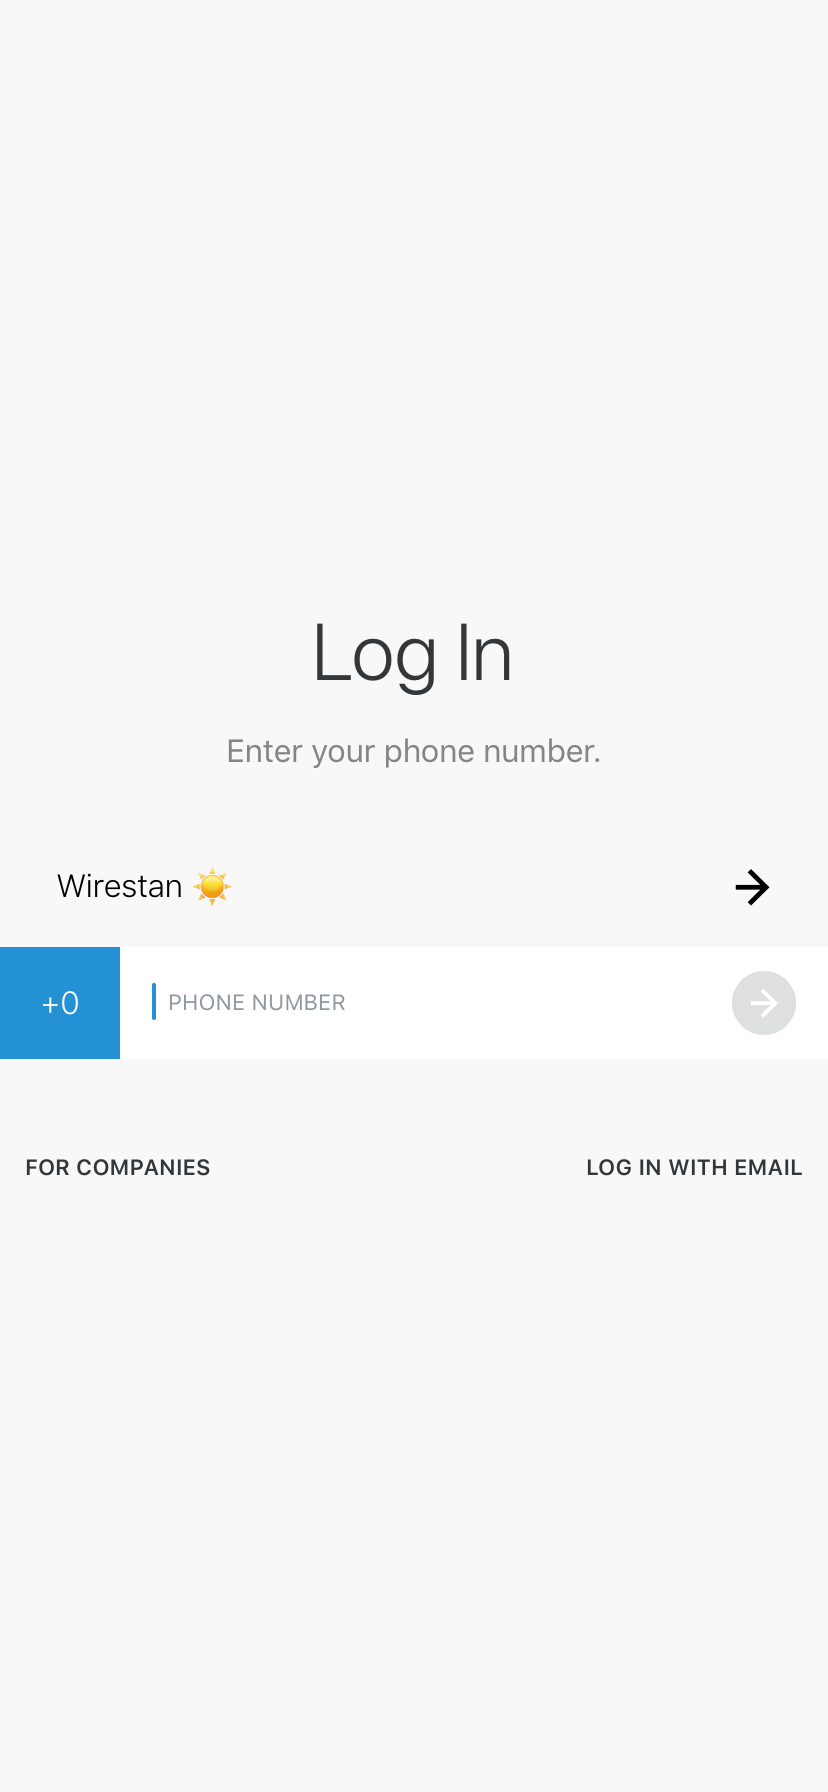 Log In
Enter your phone number.
Wirestan ☀️
+0 PHONE NUMBER
FOR COMPANIES LOG IN WITH EMAIL